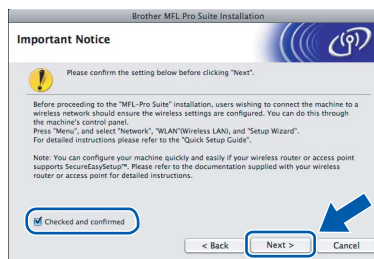 Brother MFL Pro Suite Installation
Important Notice
Please confirm the setting below before clicking "Next".
Before proceeding to the "MFL-Pro Suite" installation, users wishing to connect the machine to a
wireless network should ensure the wireless settings are configured. You can do this through
the machine's control panel.
Press "Menu", and select "Network", "WLAN"(Wireless LAN), and "Setup Wizard".
For detailed instructions please refer to the "Quick Setup Guide".
Note: You can configure your machine quickly and easily if your wireless router or access point
supports SecureEasySetup™. Please refer to the documentation supplied with your wireless
router or access point for detailed instructions.
Checked and confirmed
< Back Next > Cancel